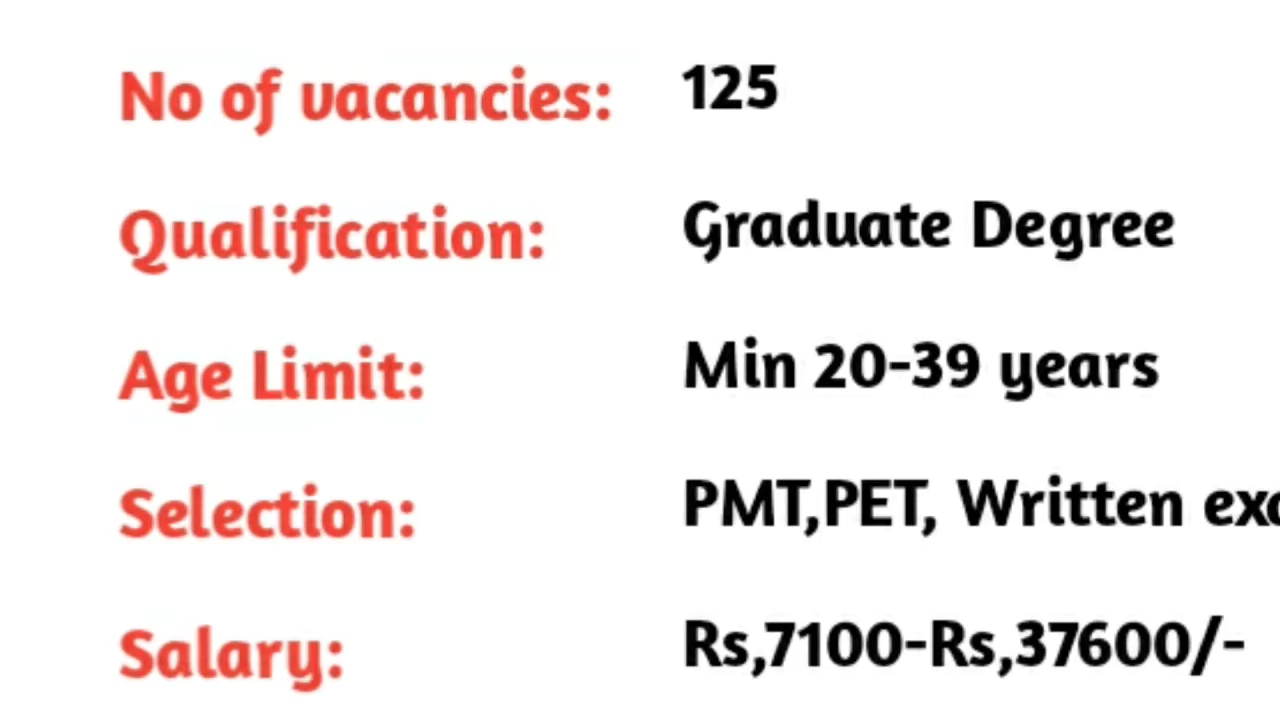 No of vacancies: 125
Qualification: Graduate Degree
Age Limit: Min 20-39 years
Selection: PMT,PET, Written
Salary: Rs,7100-Rs,37600/-